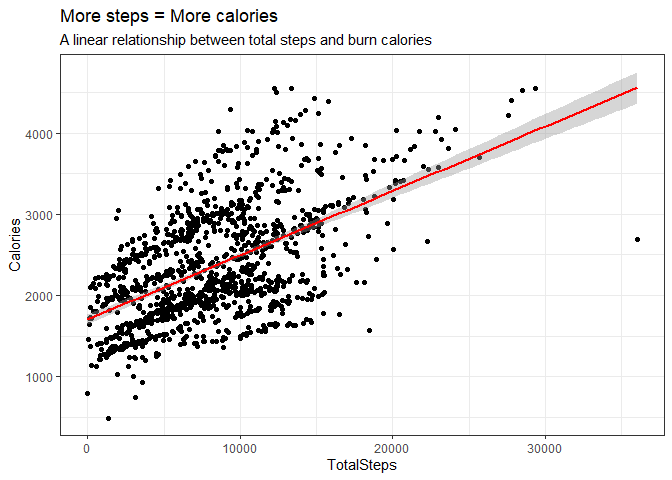 More steps = More calories
A linear relationship between total steps and burn calories
Calories
4000
3000
2000
1000
0 10000 20000 30000
TotalSteps